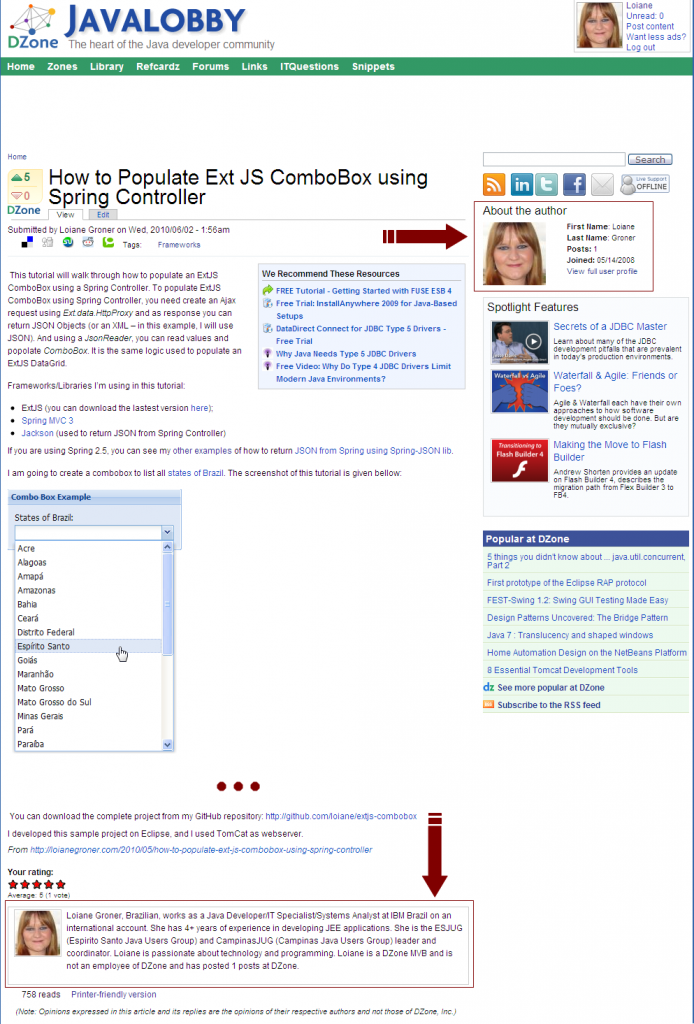 DZone
JAVALOBBY
The heart of the Java developer community
Loiane
Unread: 0
Post content
Want less ads?
Log out
Home Zones Library Refcardz Forums Links ITQuestions Snippets
Home
5
0
DZone
How to Populate Ext JS ComboBox using
Spring Controller
View Edit
Submitted by Loiane Groner on Wed, 2010/06/02 - 1:56am
Tags: Frameworks
This tutorial will walk through how to populate an ExtJS
ComboBox using a Spring Controller. To populate ExtJS
ComboBox using Spring Controller, you need create an Ajax
request using Ext.data.HttpProxy and as response you can
return JSON Objects (or an XML – in this example, I will use
JSON). And using a JsonReader, you can read values and
popolate ComboBox. It is the same logic used to populate an
ExtJS DataGrid.
We Recommend These Resources
FREE Tutorial - Getting Started with FUSE ESB 4
Free Trial: InstallAnywhere 2009 for Java-Based
Setups
DataDirect Connect for JDBC Type 5 Drivers -
Free Trial
Why Java Needs Type 5 JDBC Drivers
Free Video: Why Do Type 4 JDBC Drivers Limit
Modern Java Environments?
Frameworks/Libraries I'm using in this tutorial:
ExtJS (you can download the lastest version here);
Spring MVC 3
Jackson (used to return JSON from Spring Controller)
If you are using Spring 2.5, you can see my other examples of how to return JSON from Spring using Spring-JSON lib.
I am going to create a combobox to list all states of Brazil. The screenshot of this tutorial is given bellow:
Combo Box Example
States of Brazil:
Acre
Alagoas
Amapá
Amazonas
Bahia
Ceará
Distrito Federal
Espírito Santo
Goiás
Maranhão
Mato Grosso
Mato Grosso do Sul
Minas Gerais
Pará
Paraíba
You can download the complete project from my GitHub repository: http://github.com/loiane/extjs-combobox
I developed this sample project on Eclipse, and I used TomCat as webserver.
From http://loianegroner.com/2010/05/how-to-populate-ext-js-combobox-using-spring-controller
Your rating:
Average: 5 (1 vote)
Loiane Groner, Brazilian, works as a Java Developer/IT Specialist/Systems Analyst at IBM Brazil on an
international account. She has 4+ years of experience in developing JEE applications. She is the ESJUG
(Espirito Santo Java Users Group) and CampinasJUG (Campinas Java Users Group) leader and
coordinator. Loiane is passionate about technology and programming. Loiane is a DZone MVB and is
not an employee of DZone and has posted 1 posts at DZone.
758 reads Printer-friendly version
(Note: Opinions expressed in this article and its replies are the opinions of their respective authors and not those of DZone, Inc.)
Search
in t f
Live Support
OFFLINE
About the author
First Name: Loiane
Last Name: Groner
Posts: 1
Joined: 05/14/2008
View full user profile
Spotlight Features
Secrets of a JDBC Master
Learn about many of the JDBC
development pitfalls that are prevalent
in today's production environments.
Waterfall vs Agile
Waterfall & Agile: Friends or
Foes?
Agile & Waterfall each have their own
approaches to how software
development should be done. But are
they mutually exclusive?
Transitioning to
Flash Builder 4
Making the Move to Flash
Builder
Andrew Shorten provides an update
on Flash Builder 4, describes the
migration path from Flex Builder 3 to
FB4.
Popular at DZone
5 things you didn't know about ... java.util.concurrent,
Part 2
First prototype of the Eclipse RAP protocol
FEST-Swing 1.2: Swing GUI Testing Made Easy
Design Patterns Uncovered: The Bridge Pattern
Java 7 : Translucency and shaped windows
Home Automation Design on the NetBeans Platform
8 Essential Tomcat Development Tools
dz See more popular at DZone
Subscribe to the RSS feed